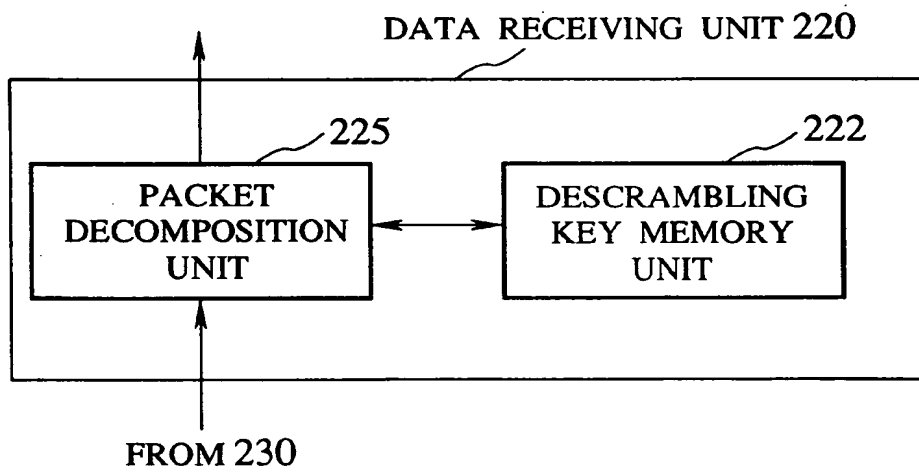 DATA RECEIVING UNIT 220
225
222
PACKET
DECOMPOSITION
UNIT
DESCRAMBLING
KEY MEMORY
UNIT
FROM 230